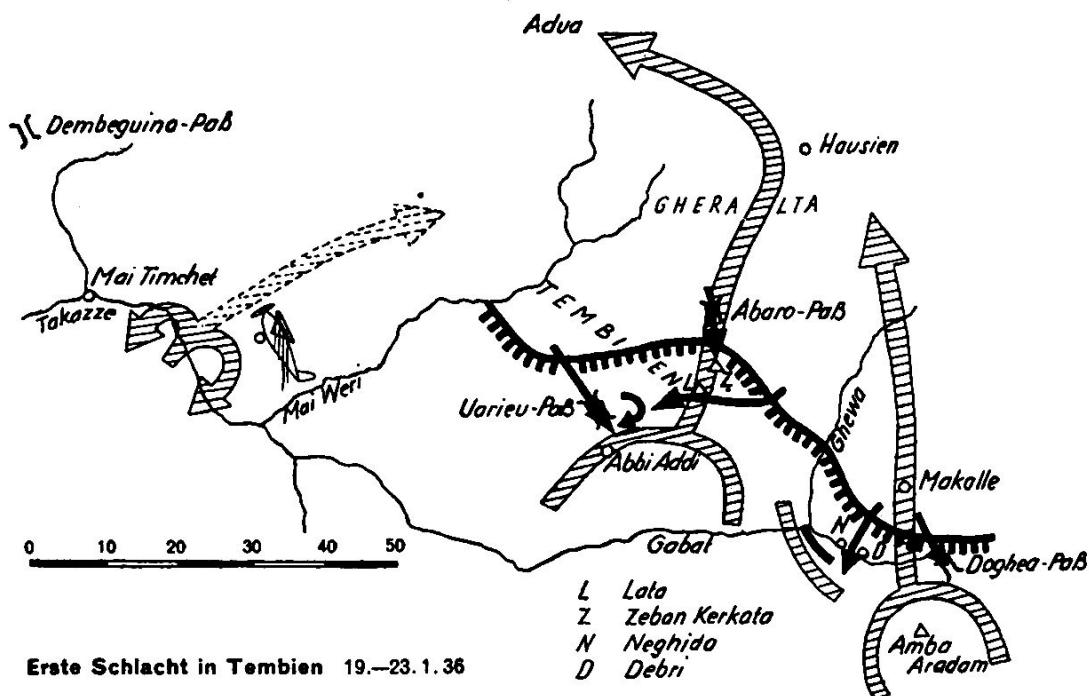 Adua
Dembeguina-Paß
Hausien
GHERALTA
Mai Timchet
Takazze
TEMBIEN
Abaro-Paß
Mai Weri
L Z
Uarieu-Paß
Ghewa
Abbi Addi
Makalle
N
D
0 10 20 30 40 50
Gabat
Doghea-Paß
L Lata
Z Zeban Kerkata
N Neghida
D Debri
Amba
Aradam
Erste Schlacht in Tembien 19.—23.1.36